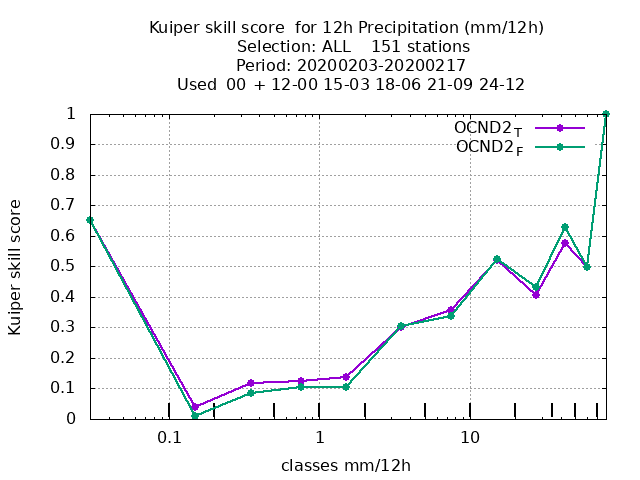 Kuiper skill score  for 12h Precipitation (mm/12h)
Selection: ALL    151 stations
Period: 20200203-20200217
Used  00 + 12-00 15-03 18-06 21-09 24-12
OCND2T
OCND2F
1
0.9
0.8
0.7
0.6
0.5
0.4
0.3
0.2
0.1
0
Kuiper skill score
0.1 1 10
classes mm/12h